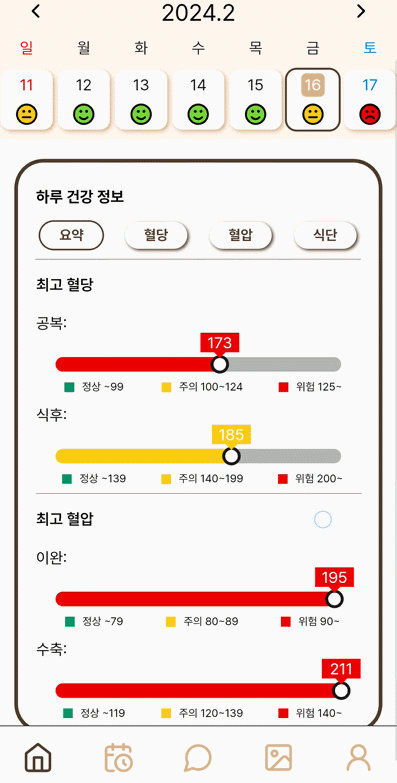 2024.2
일 월 화 수 목 금 토
11 12 13 14 15 16 17
하루 건강 정보
요약 혈당 혈압 식단
최고 혈당
공복:
173
정상 ~99 주의 100~124 위험 125~
식후:
185
정상 ~139 주의 140~199 위험 200~
최고 혈압
이완:
195
정상 ~79 주의 80~89 위험 90~
수축:
211
정상 ~119 주의 120~139 위험 140~